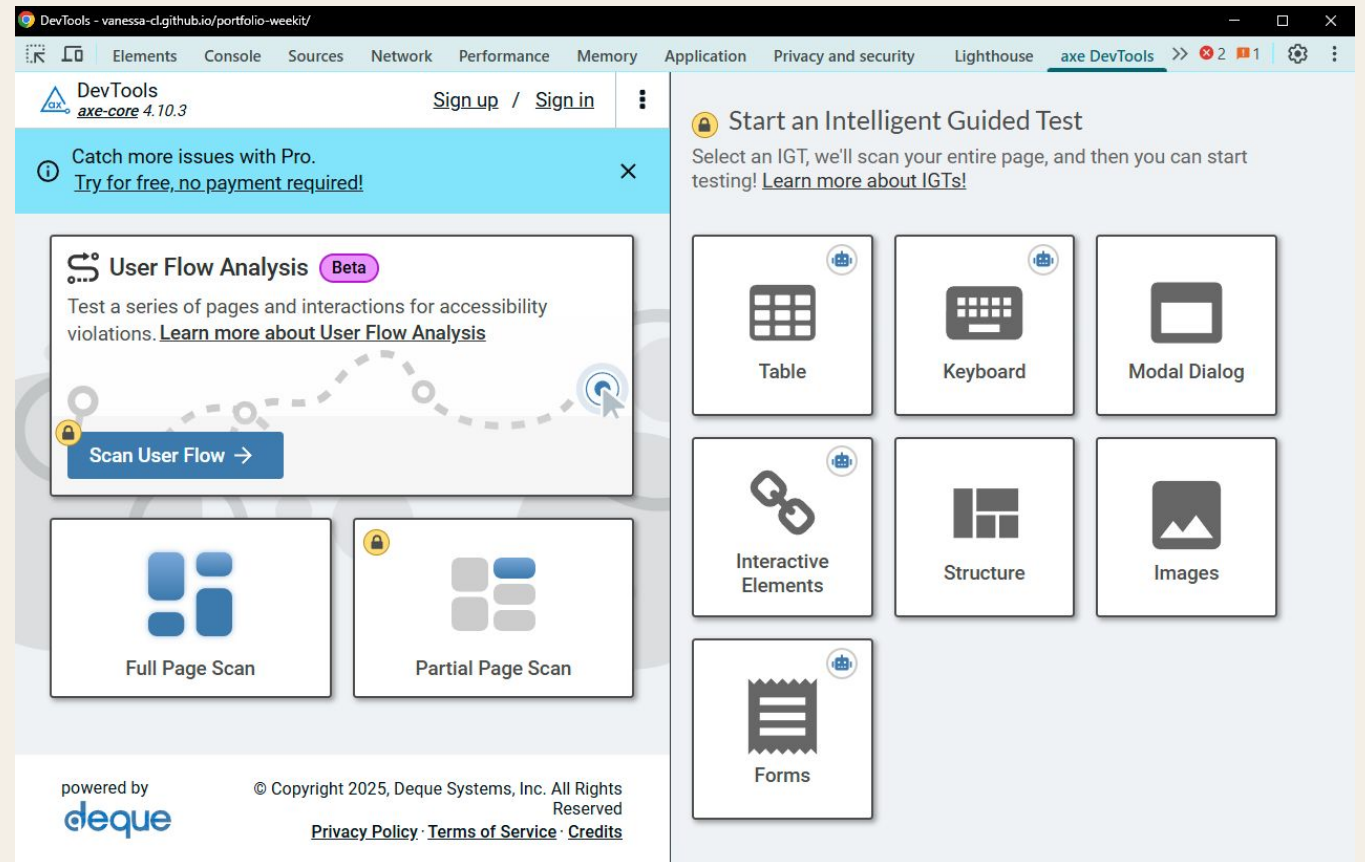 DevTools - vanessa-cl.github.io/portfolio-weekit/
Elements Console Sources Network Performance Memory Application Privacy and security Lighthouse axe DevTools 2 1
DevTools
axe-core 4.10.3
Sign up / Sign in
Catch more issues with Pro.
Try for free, no payment required!
User Flow Analysis Beta
Test a series of pages and interactions for accessibility
violations. Learn more about User Flow Analysis
Scan User Flow →
Full Page Scan
Partial Page Scan
powered by
deque
© Copyright 2025, Deque Systems, Inc. All Rights
Reserved
Privacy Policy · Terms of Service · Credits
Start an Intelligent Guided Test
Select an IGT, we'll scan your entire page, and then you can start
testing! Learn more about IGTs!
Table
Keyboard
Modal Dialog
Interactive
Elements
Structure
Images
Forms